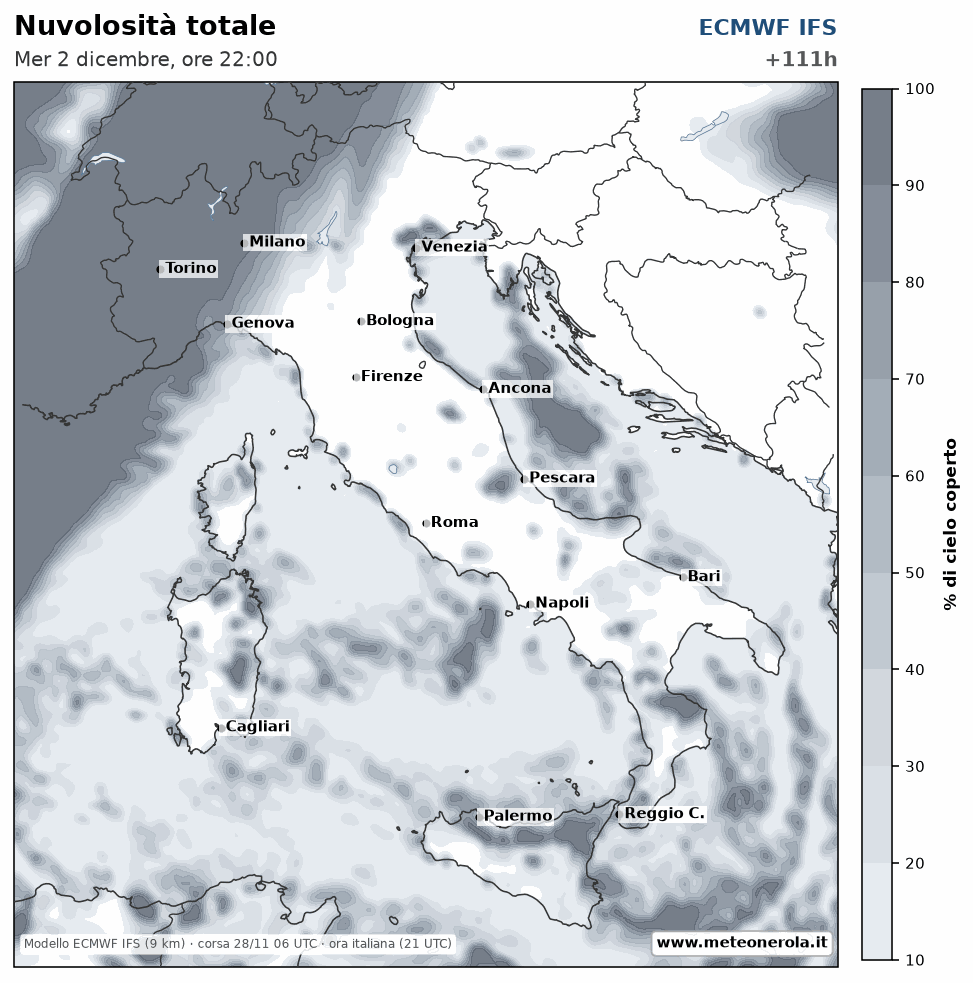 Nuvolosità totale
ECMWF IFS
Mer 2 dicembre, ore 22:00
+111h
Milano
Venezia
Torino
Genova
Bologna
Firenze
Ancona
Pescara
Roma
Bari
Napoli
Cagliari
Palermo
Reggio C.
Modello ECMWF IFS (9 km) · corsa 28/11 06 UTC · ora italiana (21 UTC)
www.meteonerola.it
100
90
80
70
60
50
40
30
20
10
% di cielo coperto